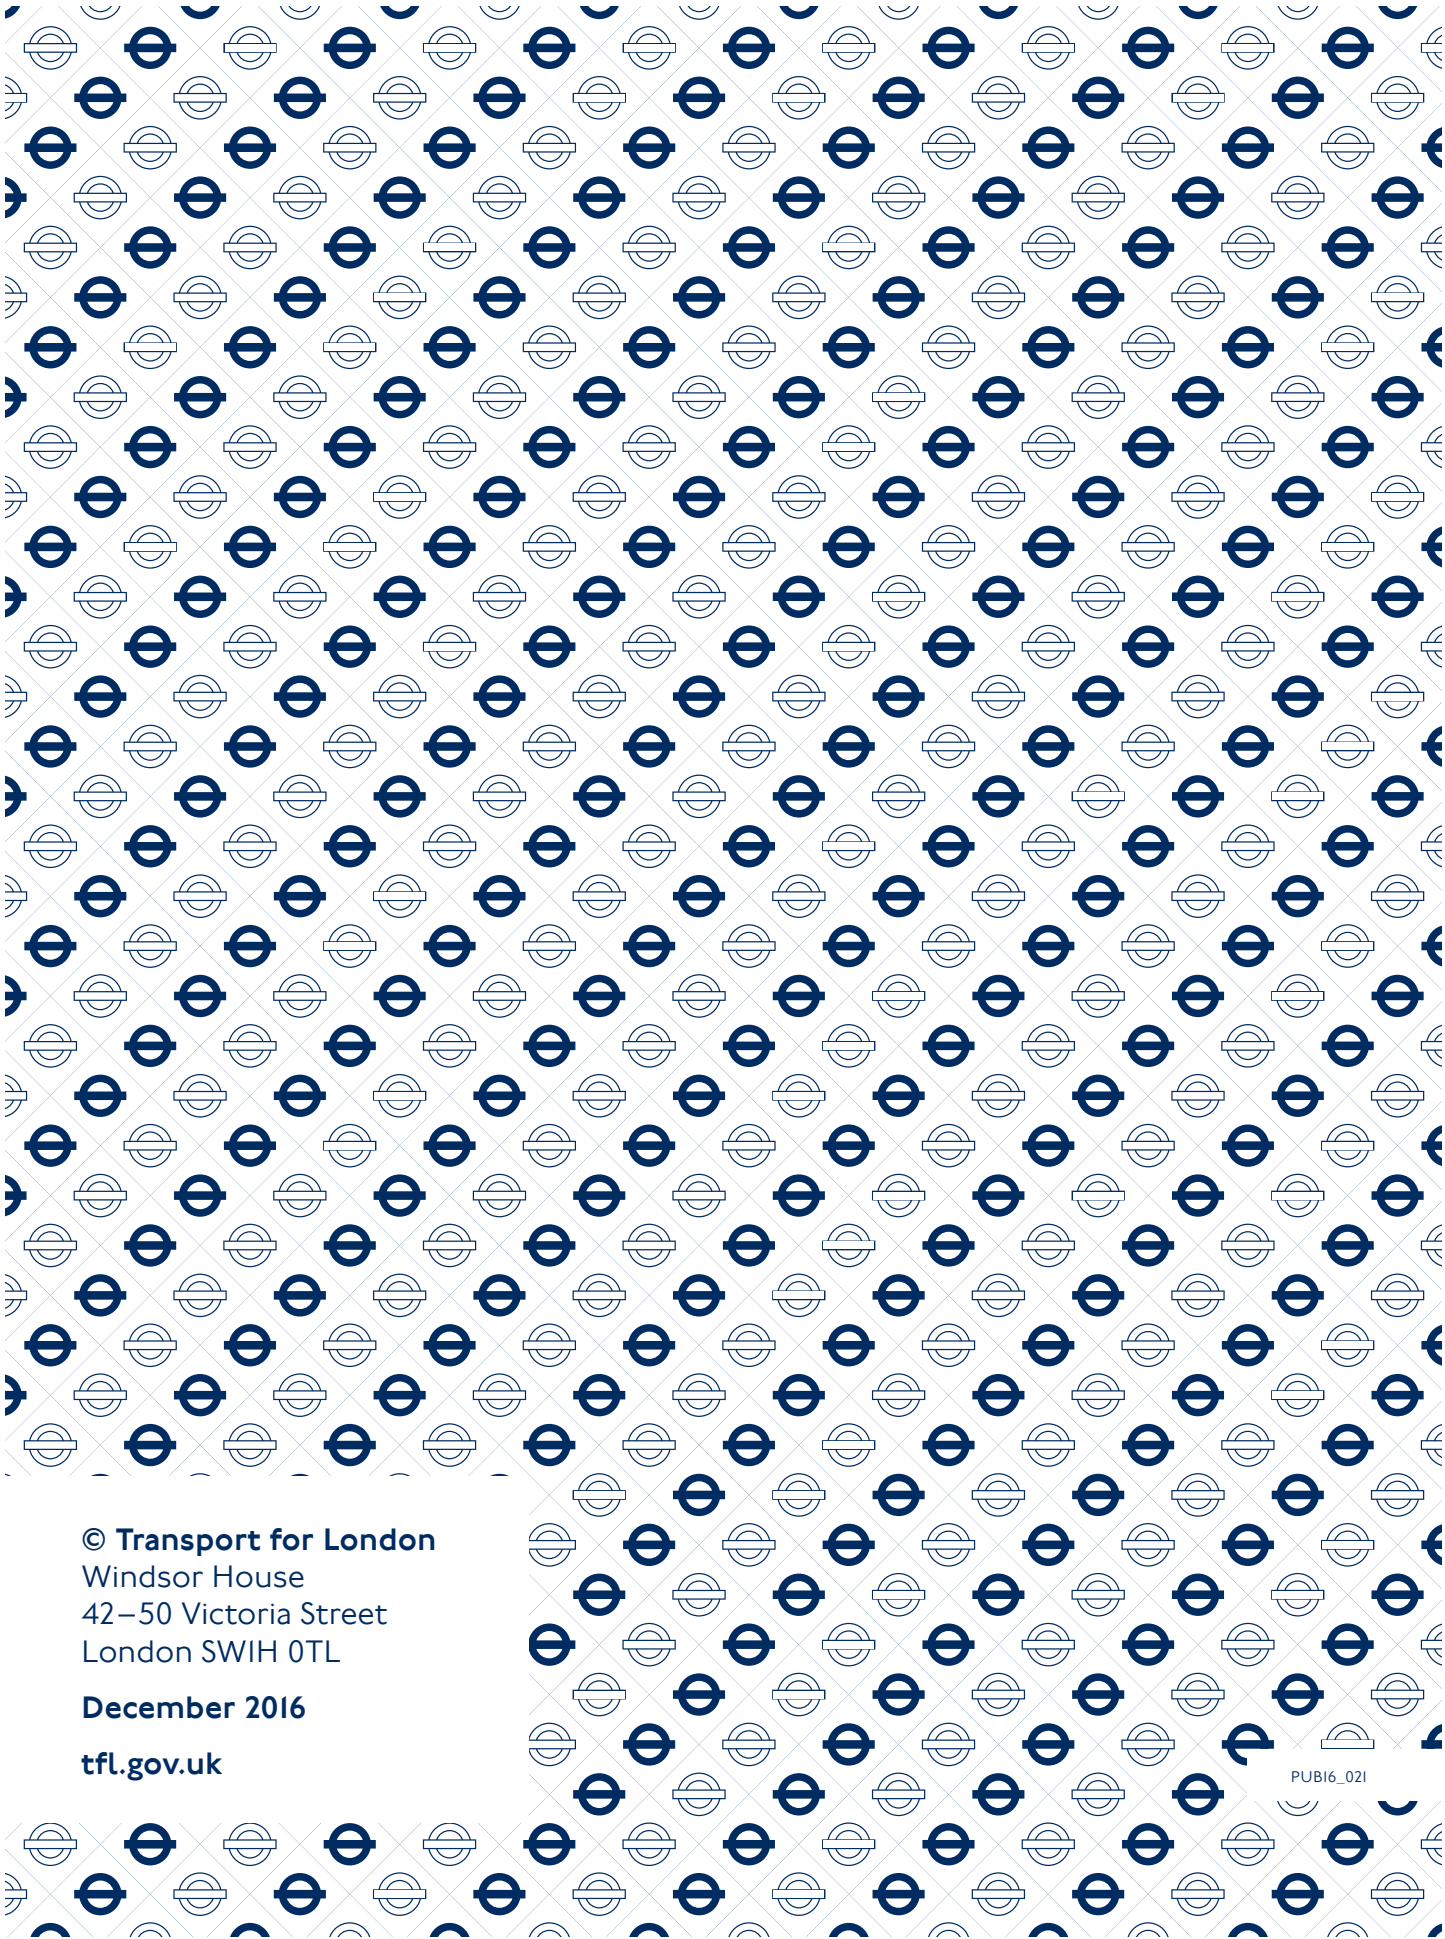 © Transport for London
Windsor House
42–50 Victoria Street
London SW1H 0TL
December 2016
tfl.gov.uk
PUB16_021